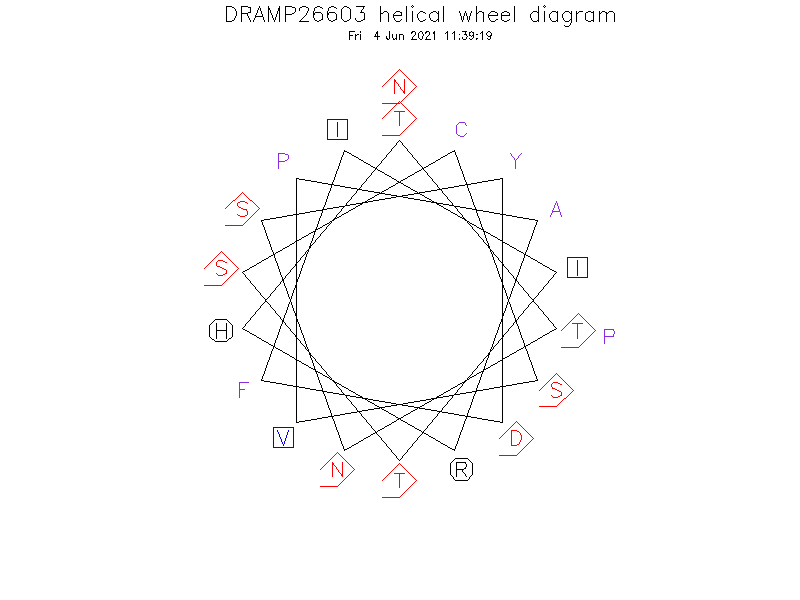 DRAMP26603 helical wheel diagram
Fri 4 Jun 2021 11:39:19
N
I T C
P Y
S A
S I
H T P
F S
V D
N T R